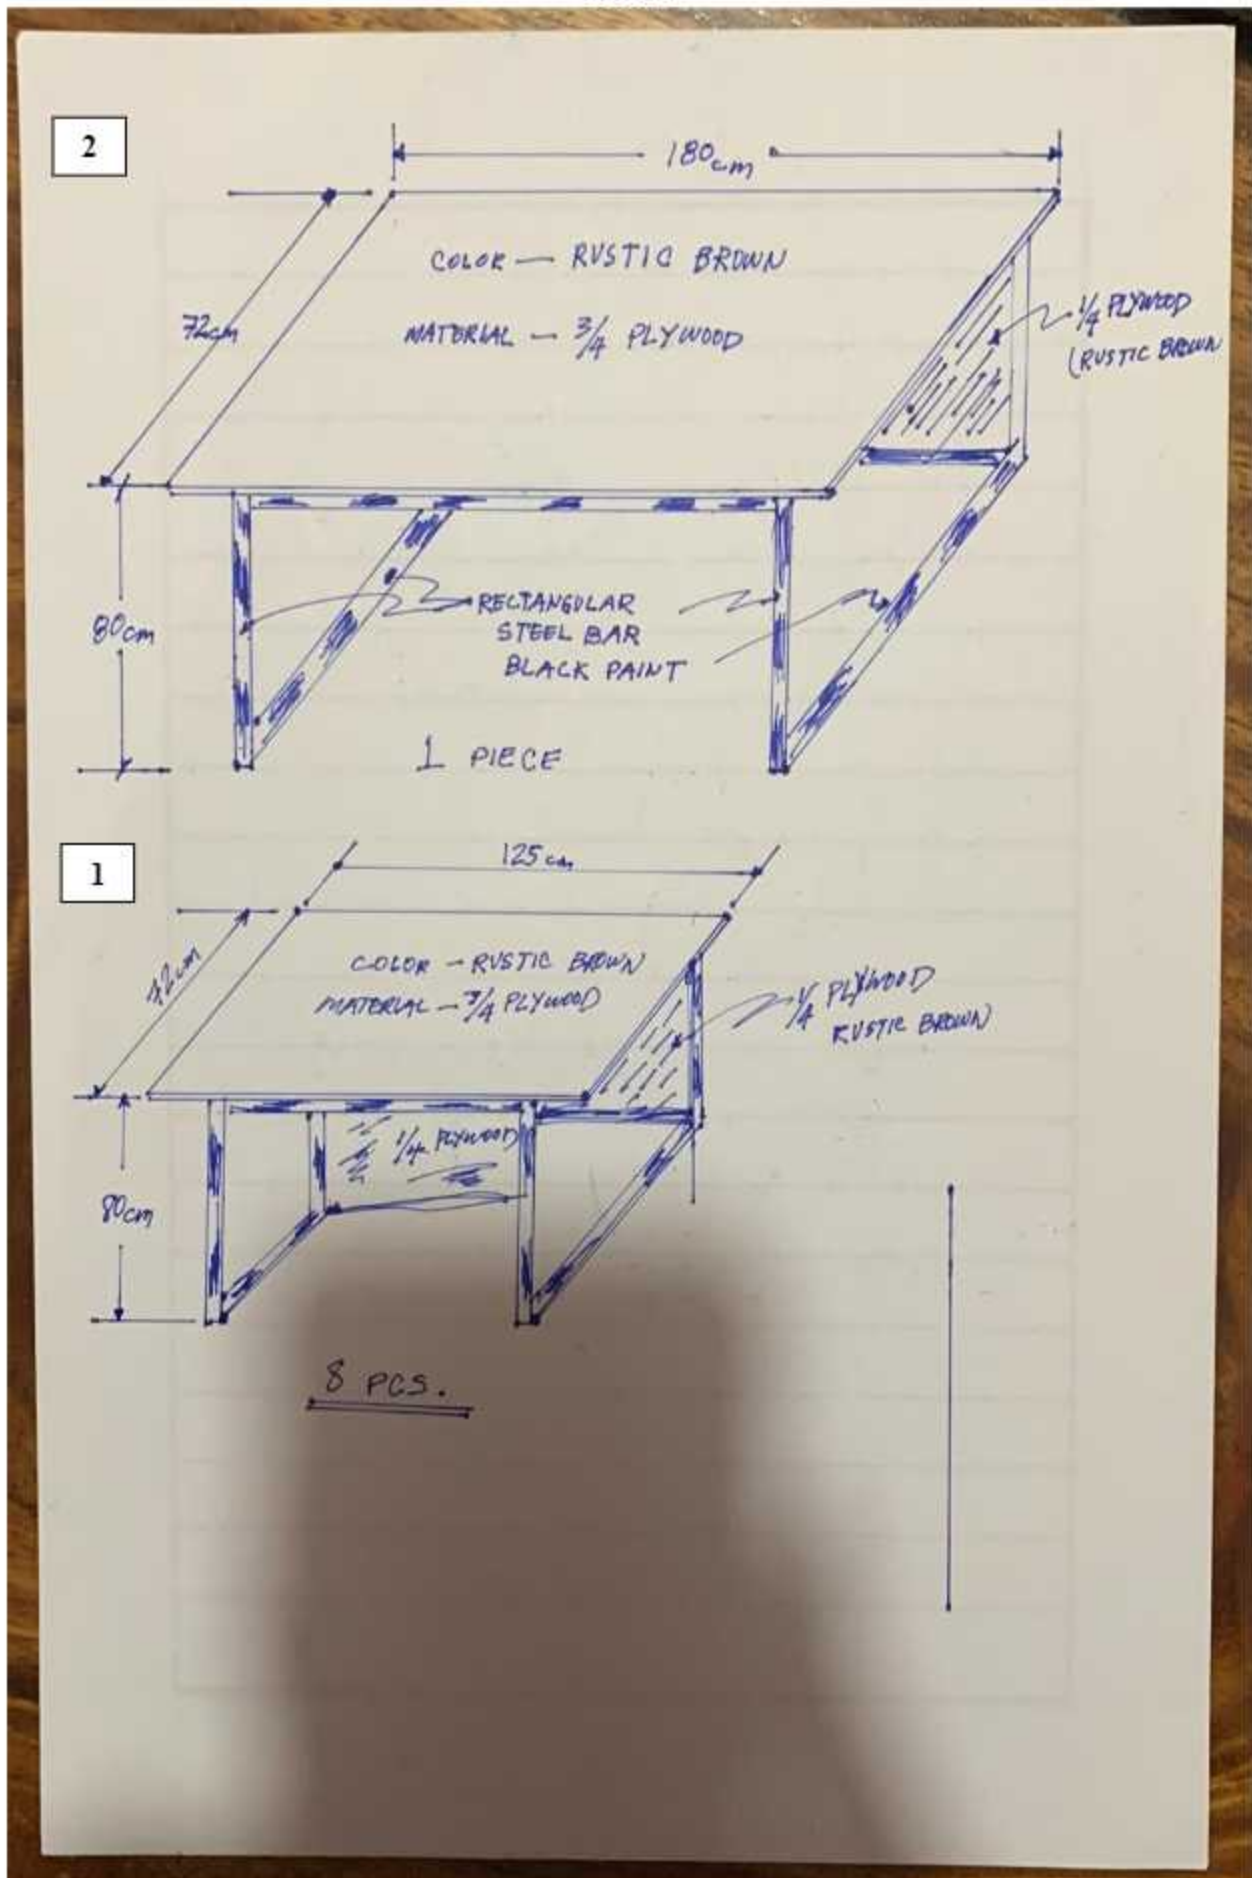 2
180cm
COLOR — RUSTIC BROWN
72cm
MATERIAL — 3/4 PLYWOOD
1/4 PLYWOOD
(RUSTIC BROWN
80cm
RECTANGULAR
STEEL BAR
BLACK PAINT
1 PIECE
1
125cm
72cm
COLOR — RUSTIC BROWN
MATERIAL — 3/4 PLYWOOD
1/4 PLYWOOD
RUSTIC BROWN)
1/4 PLYWOOD
80cm
8 PCS.